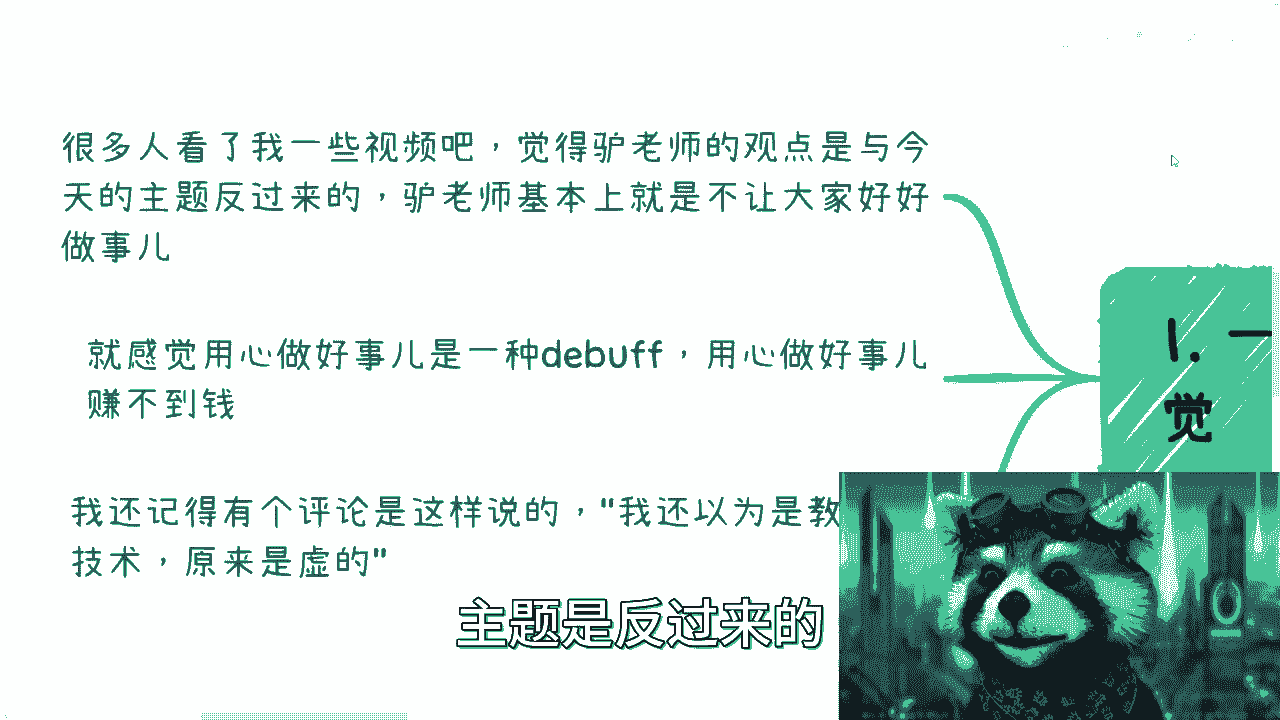 很多人看了我一些视频吧，觉得驴老师的观点是与今
天的主题反过来的，驴老师基本上就是不让大家好好
做事儿
就感觉用心做好事儿是一种debuff，用心做好事儿
赚不到钱
我还记得有个评论是这样说的，"我还以为是教
技术，原来是虚的"
1. 一
觉
主题是反过来的